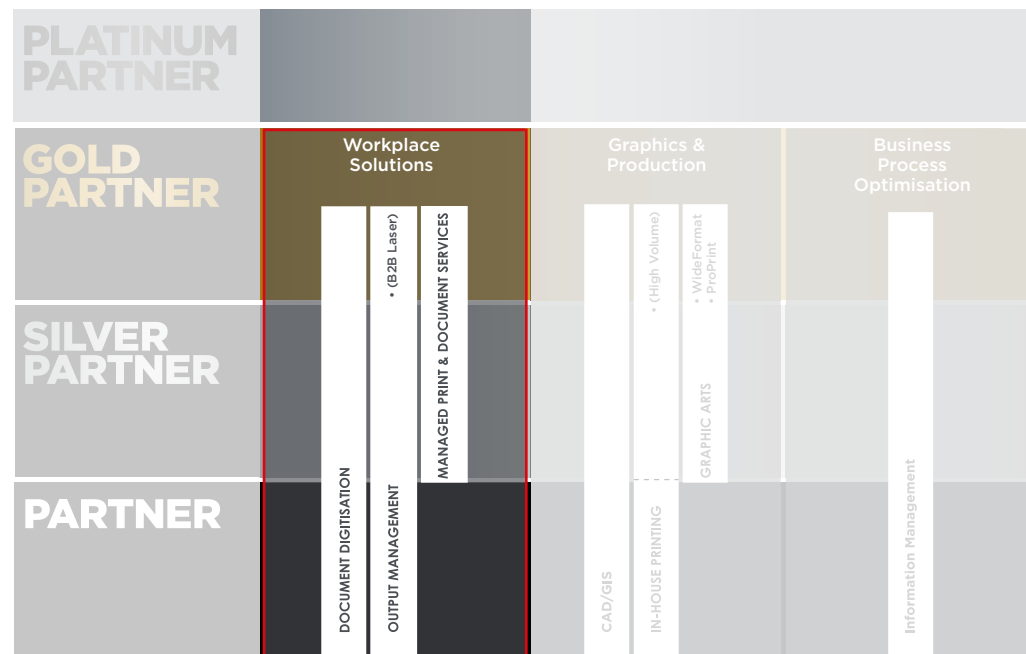 PLATINUM
PARTNER
GOLD
PARTNER
Workplace
Solutions
Graphics &
Production
Business
Process
Optimisation
SILVER
PARTNER
PARTNER
DOCUMENT DIGITISATION
OUTPUT MANAGEMENT
• (B2B Laser)
MANAGED PRINT & DOCUMENT SERVICES
CAD/GIS
IN-HOUSE PRINTING
• (High Volume)
GRAPHIC ARTS
• WideFormat
• ProPrint
Information Management